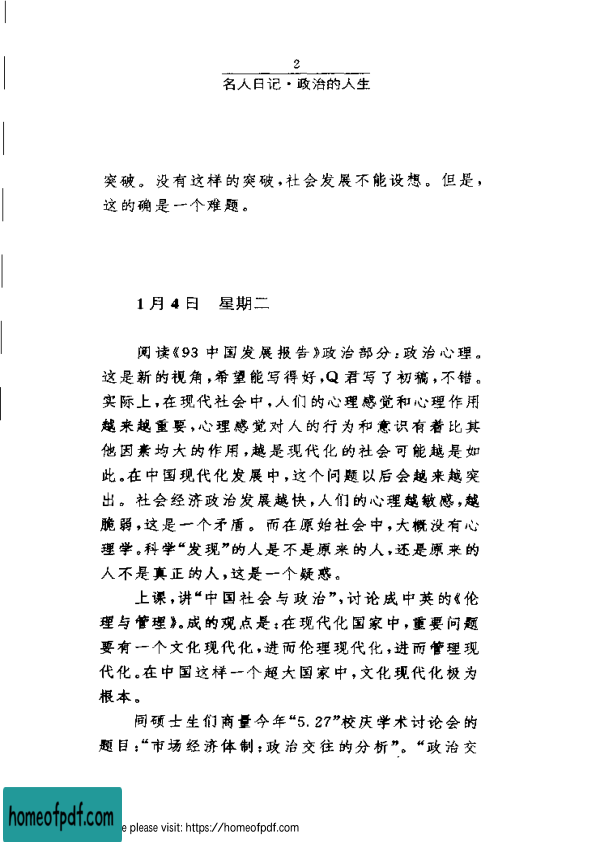 2
名人日记·政治的人生
突破。没有这样的突破,社会发展不能设想。但是,
这的确是一个难题。
1月4日 星期二
阅读《93中国发展报告》政治部分:政治心理。
这是新的视角,希望能写得好,Q君写了初稿,不错。
实际上,在现代社会中,人们的心理感觉和心理作用
越来越重要,心理感觉对人的行为和意识有着比其
他因素均大的作用,越是现代化的社会可能越是如
此。在中国现代化发展中,这个问题以后会越来越突
出。社会经济政治发展越快,人们的心理越敏感,越
脆弱,这是一个矛盾。而在原始社会中,大概没有心
理学。科学“发现”的人是不是原来的人,还是原来的
人不是真正的人,这是一个疑惑。
上课,讲“中国社会与政治”,讨论成中英的《伦
理与管理》。成的观点是:在现代化国家中,重要问题
要有一个文化现代化,进而伦理现代化,进而管理现
代化。在中国这样一个超大国家中,文化现代化极为
根本。
同硕士生们商量今年“5.27”校庆学术讨论会的
题目:“市场经济体制:政治交往的分析”。“政治交
homeofpdf.com
e please visit: https://homeofpdf.com